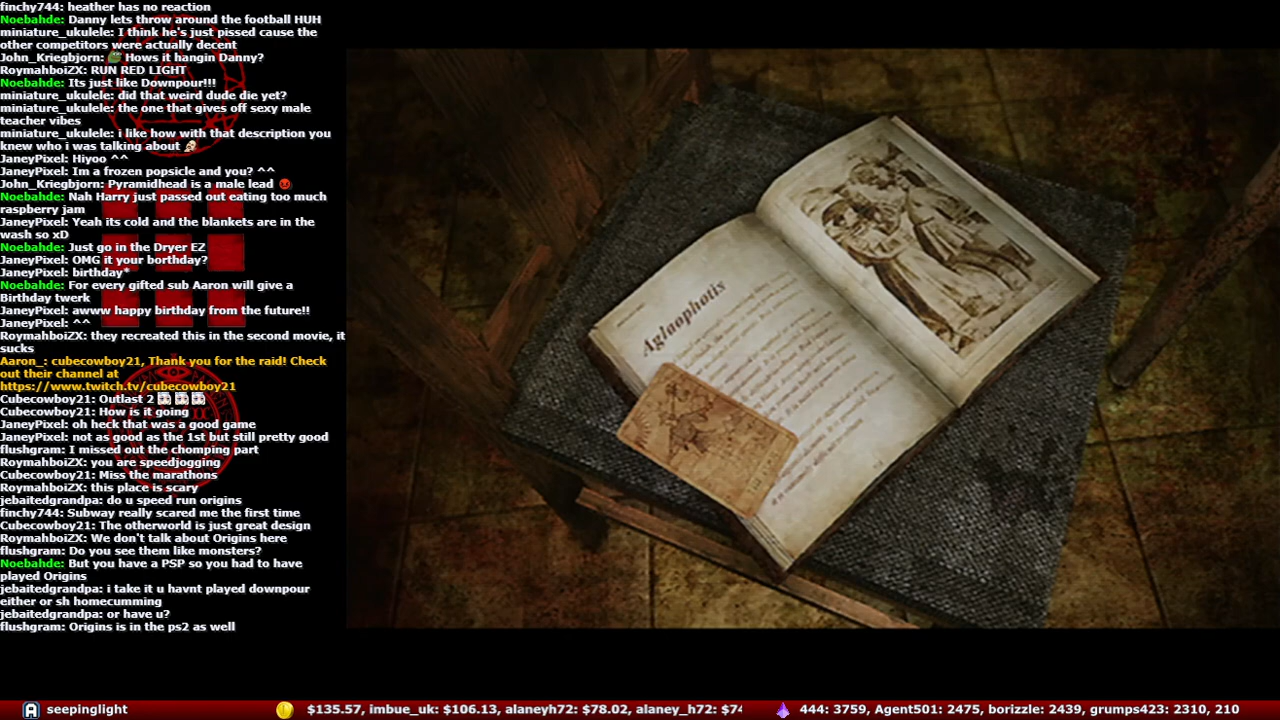 finchy744: heather has no reaction
Noebahde: Danny lets throw around the football HUH
miniature_ukulele: I think he's just pissed cause the
other competitors were actually decent
John_Kriegbjorn: Hows it hangin Danny?
RoymahboiZX: RUN RED LIGHT
Noebahde: Its just like Downpour!!!
miniature_ukulele: did that weird dude die yet?
miniature_ukulele: the one that gives off sexy male
teacher vibes
miniature_ukulele: i like how with that description you
knew who i was talking about
JaneyPixel: Hiyoo ^^
JaneyPixel: Im a frozen popsicle and you? ^^
John_Kriegbjorn: Pyramidhead is a male lead
Noebahde: Nah Harry just passed out eating too much
raspberry jam
JaneyPixel: Yeah its cold and the blankets are in the
wash so xD
Noebahde: Just go in the Dryer EZ
JaneyPixel: OMG it your borthday?
JaneyPixel: birthday*
Noebahde: For every gifted sub Aaron will give a
Birthday twerk
JaneyPixel: awww happy birthday from the future!!
JaneyPixel: ^^
RoymahboiZX: they recreated this in the second movie, it
sucks
Aaron_: cubecowboy21, Thank you for the raid! Check
out their channel at
https://www.twitch.tv/cubecowboy21
Cubecowboy21: Outlast 2
Cubecowboy21: How is it going
JaneyPixel: oh heck that was a good game
JaneyPixel: not as good as the 1st but still pretty good
flushgram: I missed out the chomping part
RoymahboiZX: you are speedjogging
Cubecowboy21: Miss the marathons
RoymahboiZX: this place is scary
jebaitedgrandpa: do u speed run origins
finchy744: Subway really scared me the first time
Cubecowboy21: The otherworld is just great design
RoymahboiZX: We don't talk about Origins here
flushgram: Do you see them like monsters?
Noebahde: But you have a PSP so you had to have
played Origins
jebaitedgrandpa: i take it u havnt played downpour
either or sh homecumming
jebaitedgrandpa: or have u?
flushgram: Origins is in the ps2 as well
Aglaophotis
seepinglight
$135.57, imbue_uk: $106.13, alaneyh72: $78.02, alaney_h72: $74
444: 3759, Agent501: 2475, borizzle: 2439, grumps423: 2310, 210